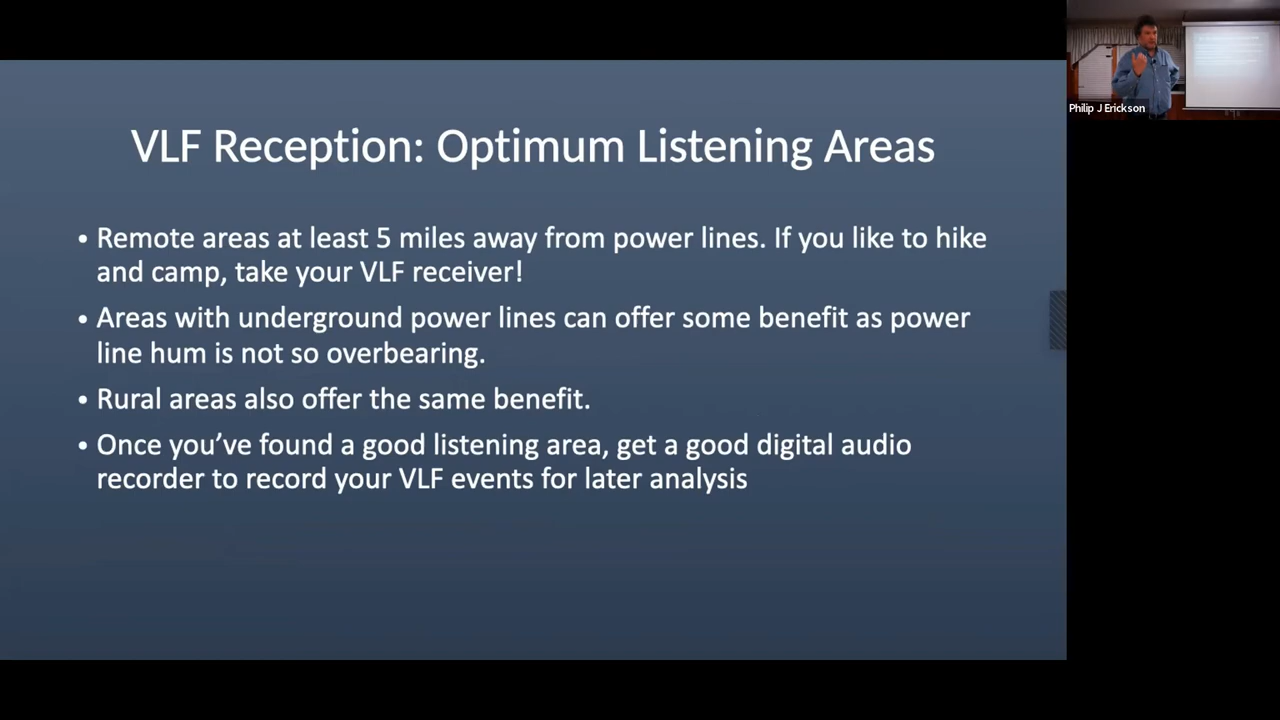 VLF Reception: Optimum Listening Areas
• Remote areas at least 5 miles away from power lines. If you like to hike
and camp, take your VLF receiver!
• Areas with underground power lines can offer some benefit as power
line hum is not so overbearing.
• Rural areas also offer the same benefit.
• Once you’ve found a good listening area, get a good digital audio
recorder to record your VLF events for later analysis
Philip J Erickson